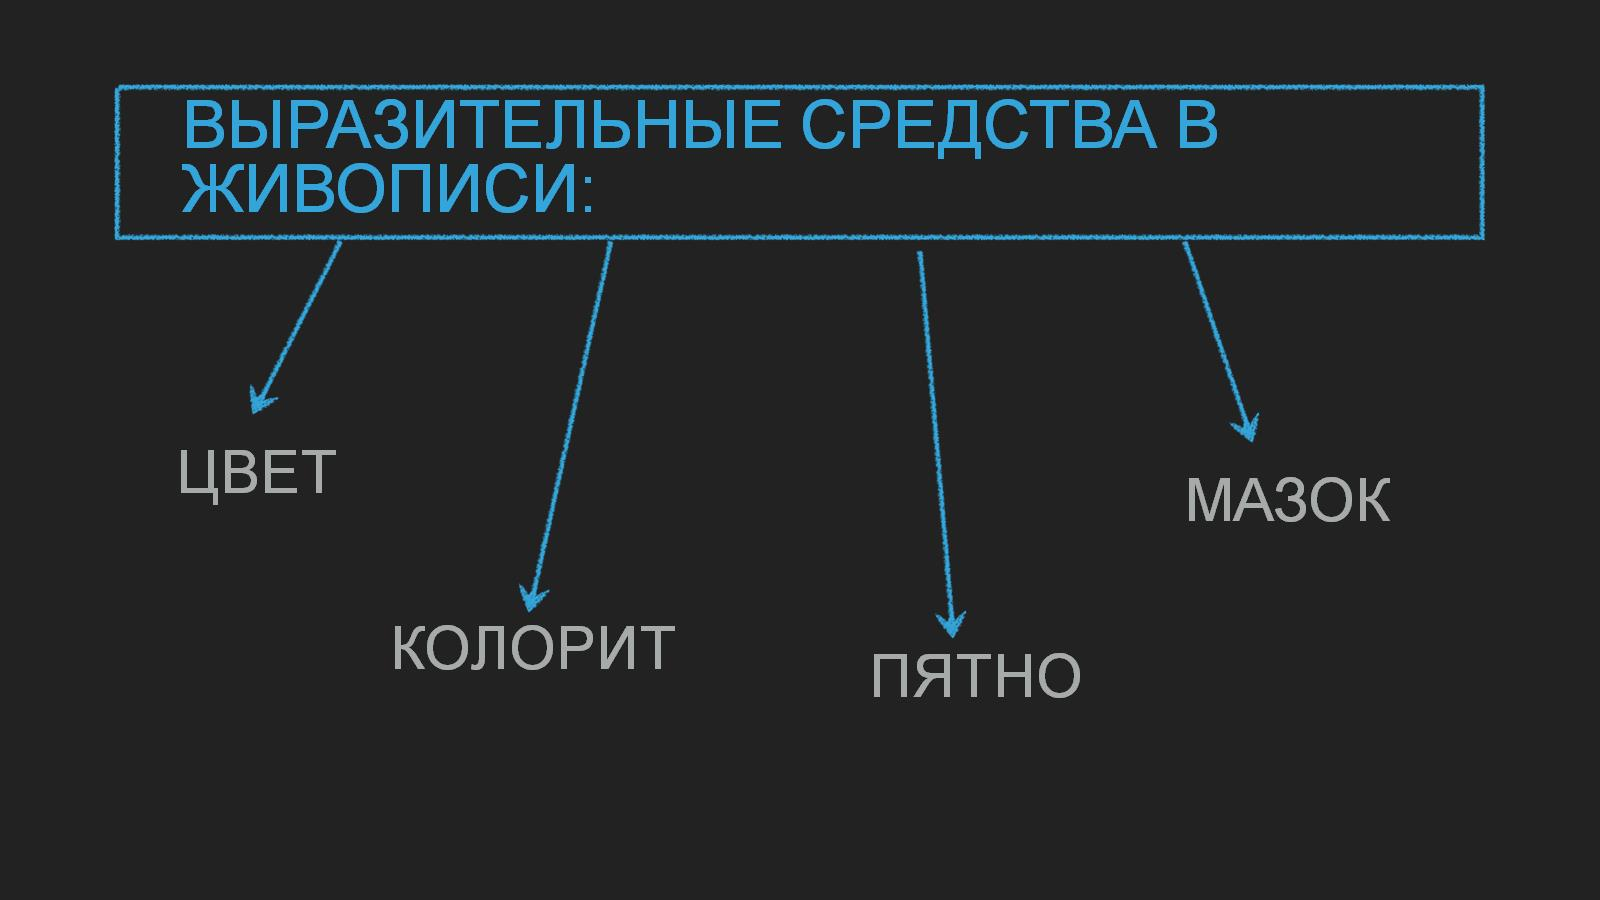 ВЫРАЗИТЕЛЬНЫЕ СРЕДСТВА В
ЖИВОПИСИ:
ЦВЕТ
МАЗОК
КОЛОРИТ
ПЯТНО